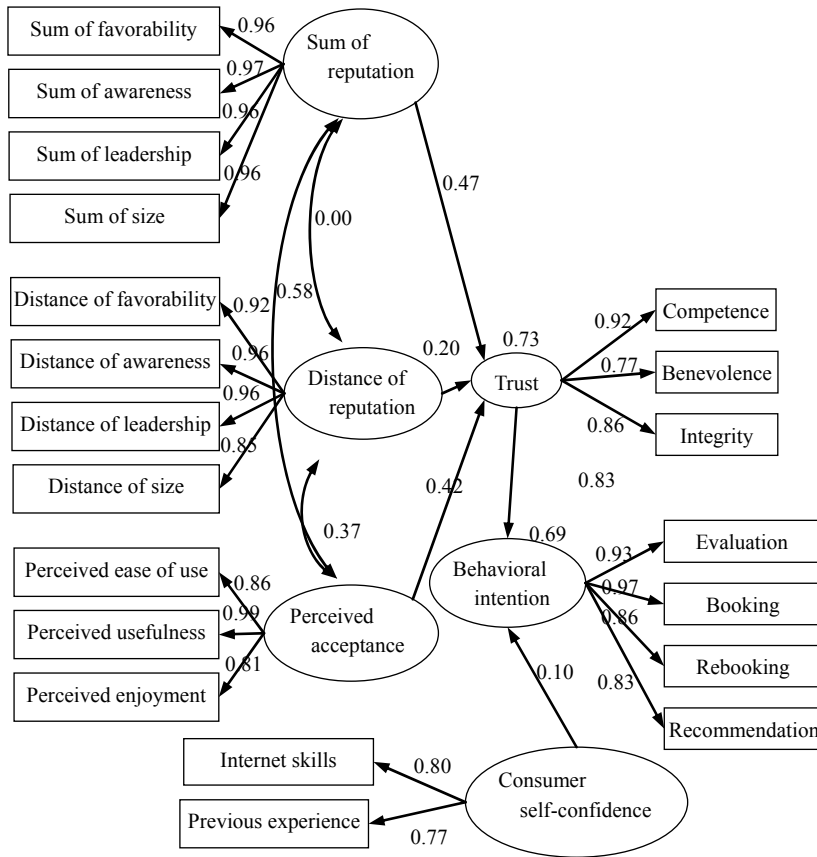 Sum of favorability
0.96
Sum of
reputation
Sum of awareness
0.97
0.96
Sum of leadership
0.96
0.47
Sum of size
0.00
Distance of favorability
0.92
0.58
Competence
0.92
0.73
0.20
Distance of awareness
0.96
Distance of
reputation
Trust
0.77
Benevolence
0.96
Distance of leadership
0.86
Integrity
0.85
Distance of size
0.42
0.83
0.37
0.69
Evaluation
0.93
Perceived ease of use
0.86
Behavioral
intention
0.97
Booking
0.99
Perceived usefulness
Perceived
acceptance
0.86
Rebooking
0.81
Perceived enjoyment
0.10
0.83
Recommendation
Internet skills
0.80
Consumer
self-confidence
Previous experience
0.77